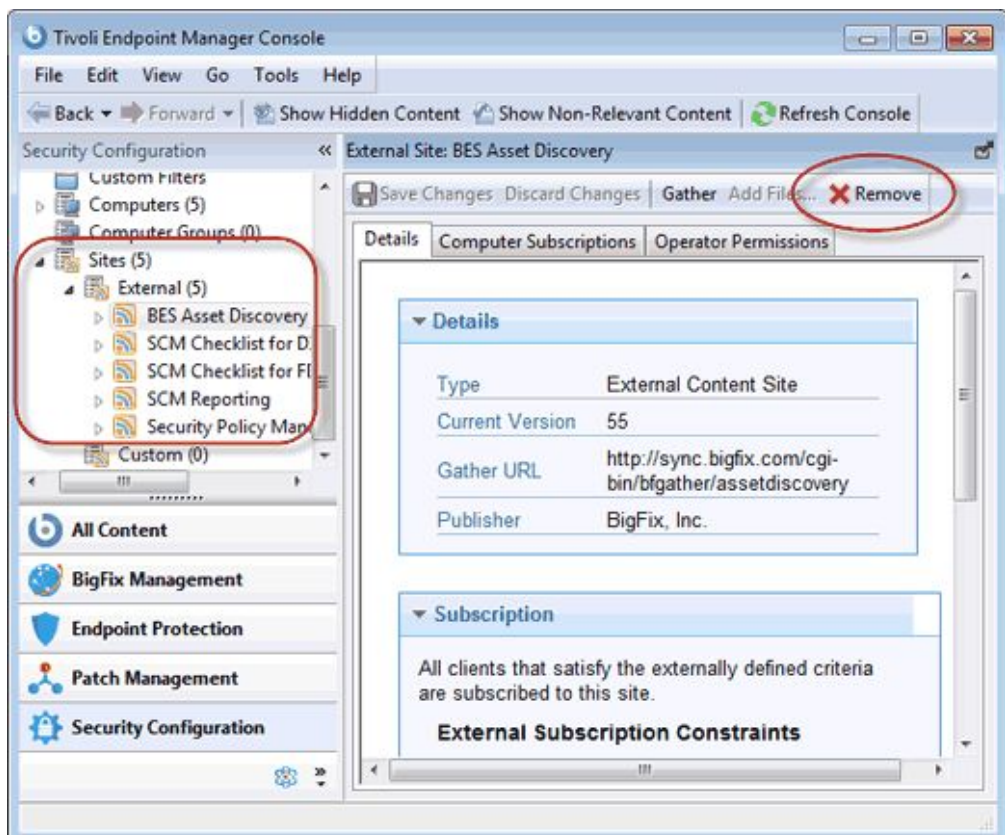 Tivoli Endpoint Manager Console
File Edit View Go Tools Help
Back Forward Show Hidden Content Show Non-Relevant Content Refresh Console
Security Configuration
Custom Filters
Computers (5)
Computer Groups (0)
Sites (5)
External (5)
BES Asset Discovery
SCM Checklist for D
SCM Checklist for F
SCM Reporting
Security Policy Man
Custom (0)
All Content
BigFix Management
Endpoint Protection
Patch Management
Security Configuration
External Site: BES Asset Discovery
Save Changes Discard Changes Gather Add Files... Remove
Details Computer Subscriptions Operator Permissions
Details
Type External Content Site
Current Version 55
Gather URL http://sync.bigfix.com/cgi-
bin/bfgather/assetdiscovery
Publisher BigFix, Inc.
Subscription
All clients that satisfy the externally defined criteria
are subscribed to this site.
External Subscription Constraints